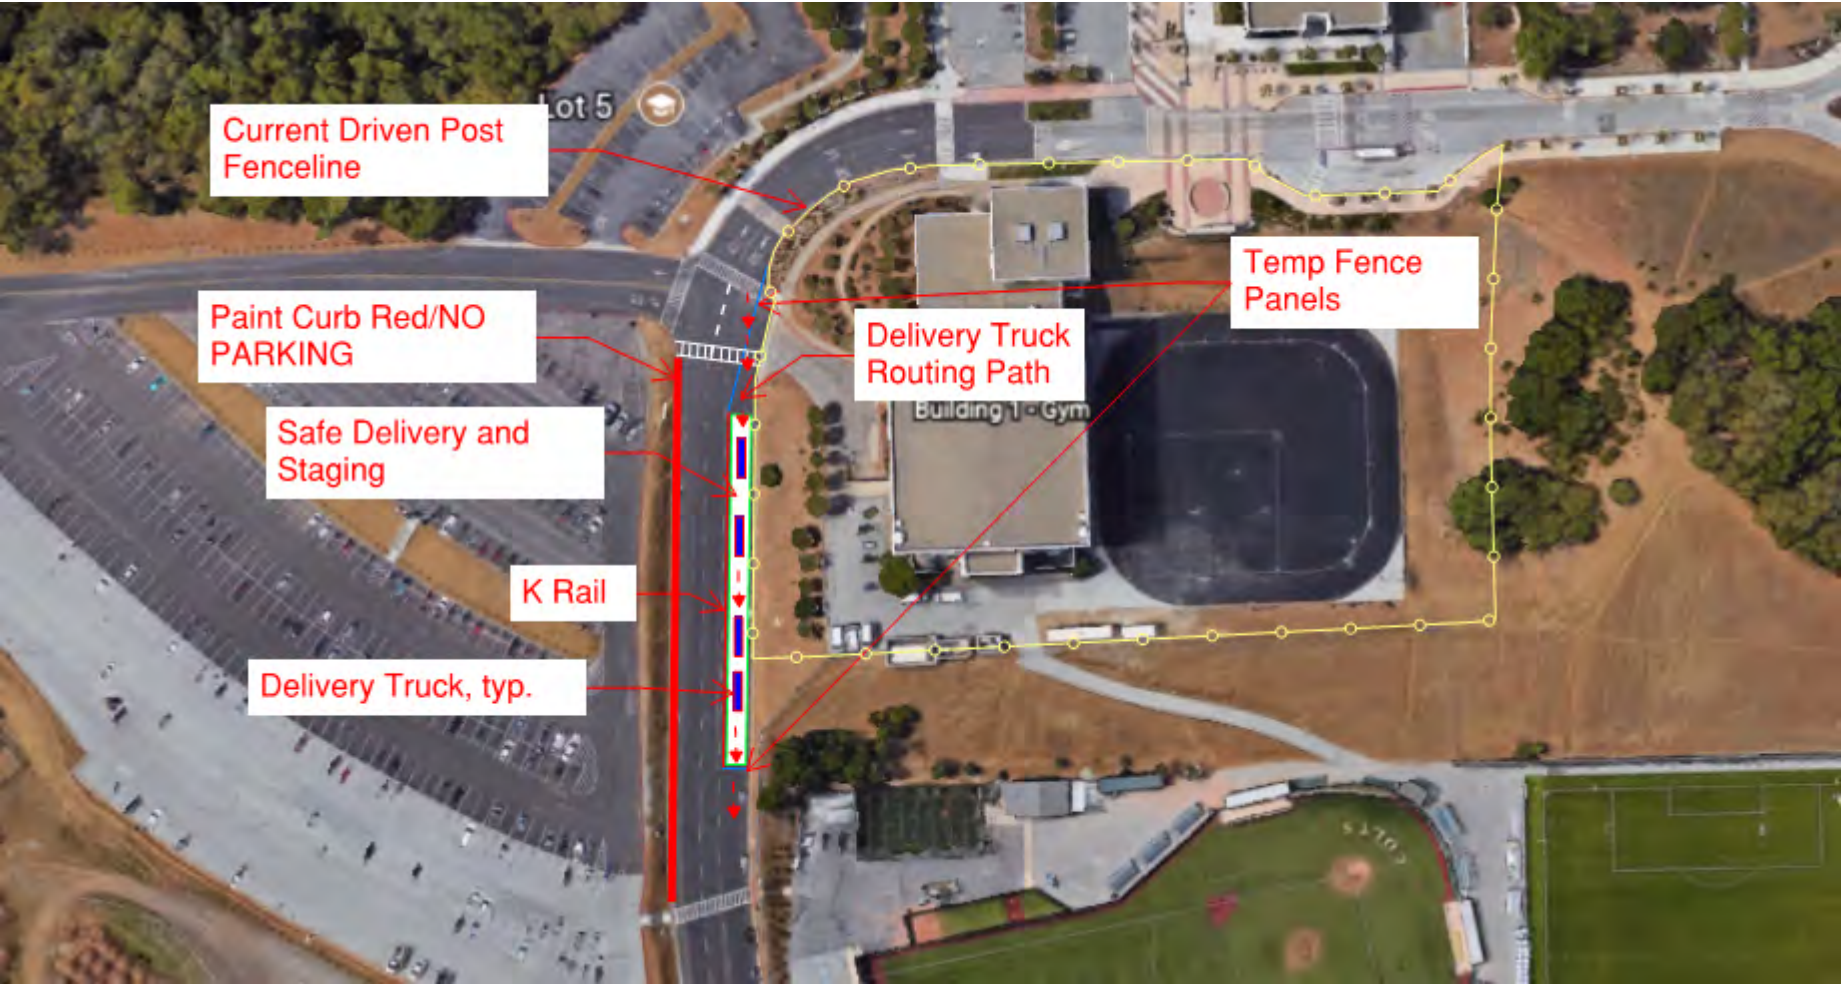 Lot 5
Current Driven Post
Fenceline
Temp Fence
Panels
Paint Curb Red/NO
PARKING
Delivery Truck
Routing Path
Building 1 - Gym
Safe Delivery and
Staging
K Rail
Delivery Truck, typ.
COLTS